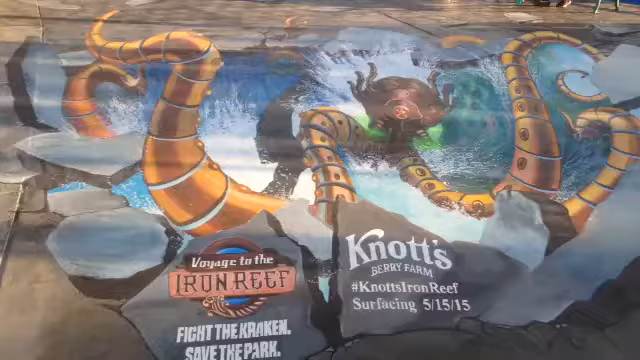 Voyage to the
IRON REEF
FIGHT THE KRAKEN.
SAVE THE PARK.
Knott's
BERRY FARM
#KnottsIronReef
Surfacing 5/15/15